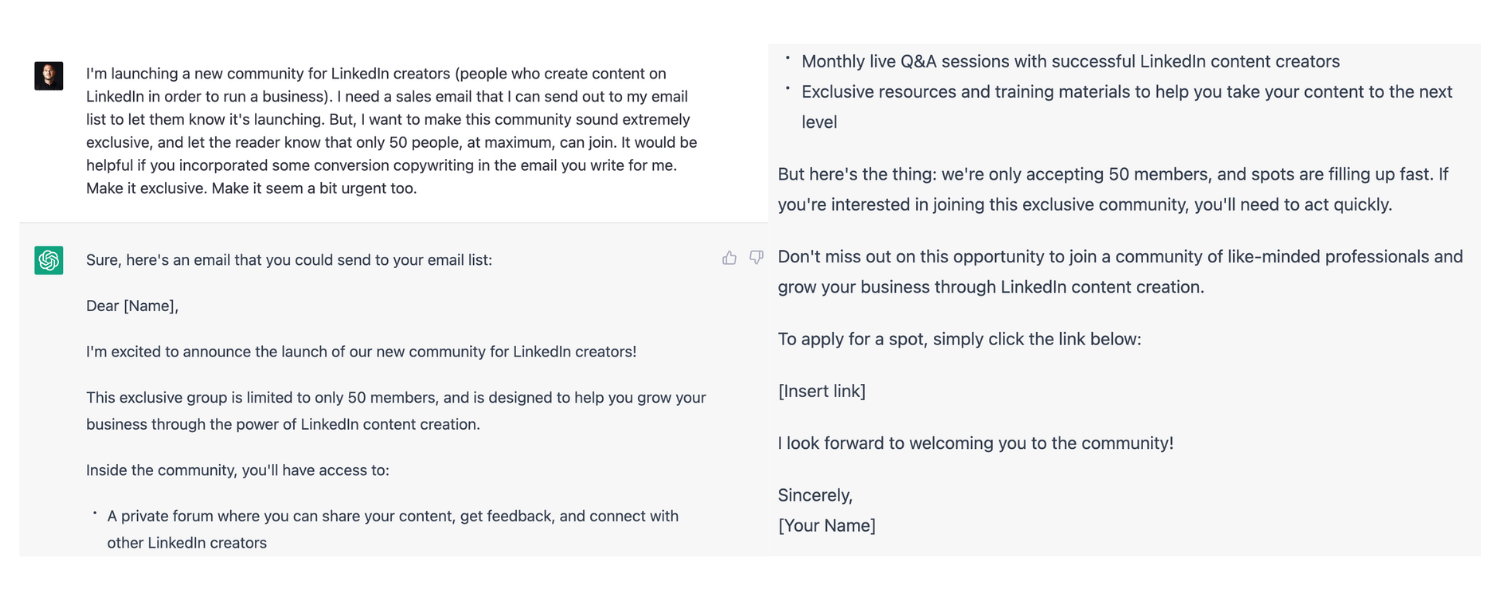 I'm launching a new community for LinkedIn creators (people who create content on
LinkedIn in order to run a business). I need a sales email that I can send out to my email
list to let them know it's launching. But, I want to make this community sound extremely
exclusive, and let the reader know that only 50 people, at maximum, can join. It would be
helpful if you incorporated some conversion copywriting in the email you write for me.
Make it exclusive. Make it seem a bit urgent too.
Sure, here's an email that you could send to your email list:
Dear [Name],
I'm excited to announce the launch of our new community for LinkedIn creators!
This exclusive group is limited to only 50 members, and is designed to help you grow your
business through the power of LinkedIn content creation.
Inside the community, you'll have access to:
• A private forum where you can share your content, get feedback, and connect with
other LinkedIn creators
• Monthly live Q&A sessions with successful LinkedIn content creators
• Exclusive resources and training materials to help you take your content to the next
level
But here's the thing: we're only accepting 50 members, and spots are filling up fast. If
you're interested in joining this exclusive community, you'll need to act quickly.
Don't miss out on this opportunity to join a community of like-minded professionals and
grow your business through LinkedIn content creation.
To apply for a spot, simply click the link below:
[Insert link]
I look forward to welcoming you to the community!
Sincerely,
[Your Name]